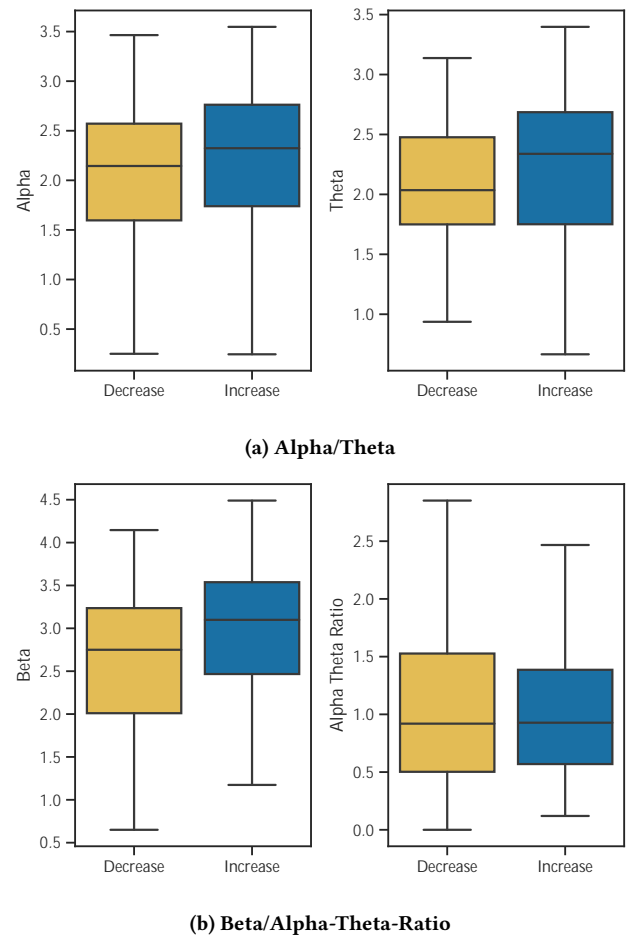 3.5
3.0
2.5
2.0
1.5
1.0
0.5
Alpha
Decrease Increase
3.5
3.0
2.5
2.0
1.5
1.0
Theta
Decrease Increase
(a) Alpha/Theta
4.5
4.0
3.5
3.0
2.5
2.0
1.5
1.0
0.5
Beta
Decrease Increase
2.5
2.0
1.5
1.0
0.5
0.0
Alpha Theta Ratio
Decrease Increase
(b) Beta/Alpha-Theta-Ratio